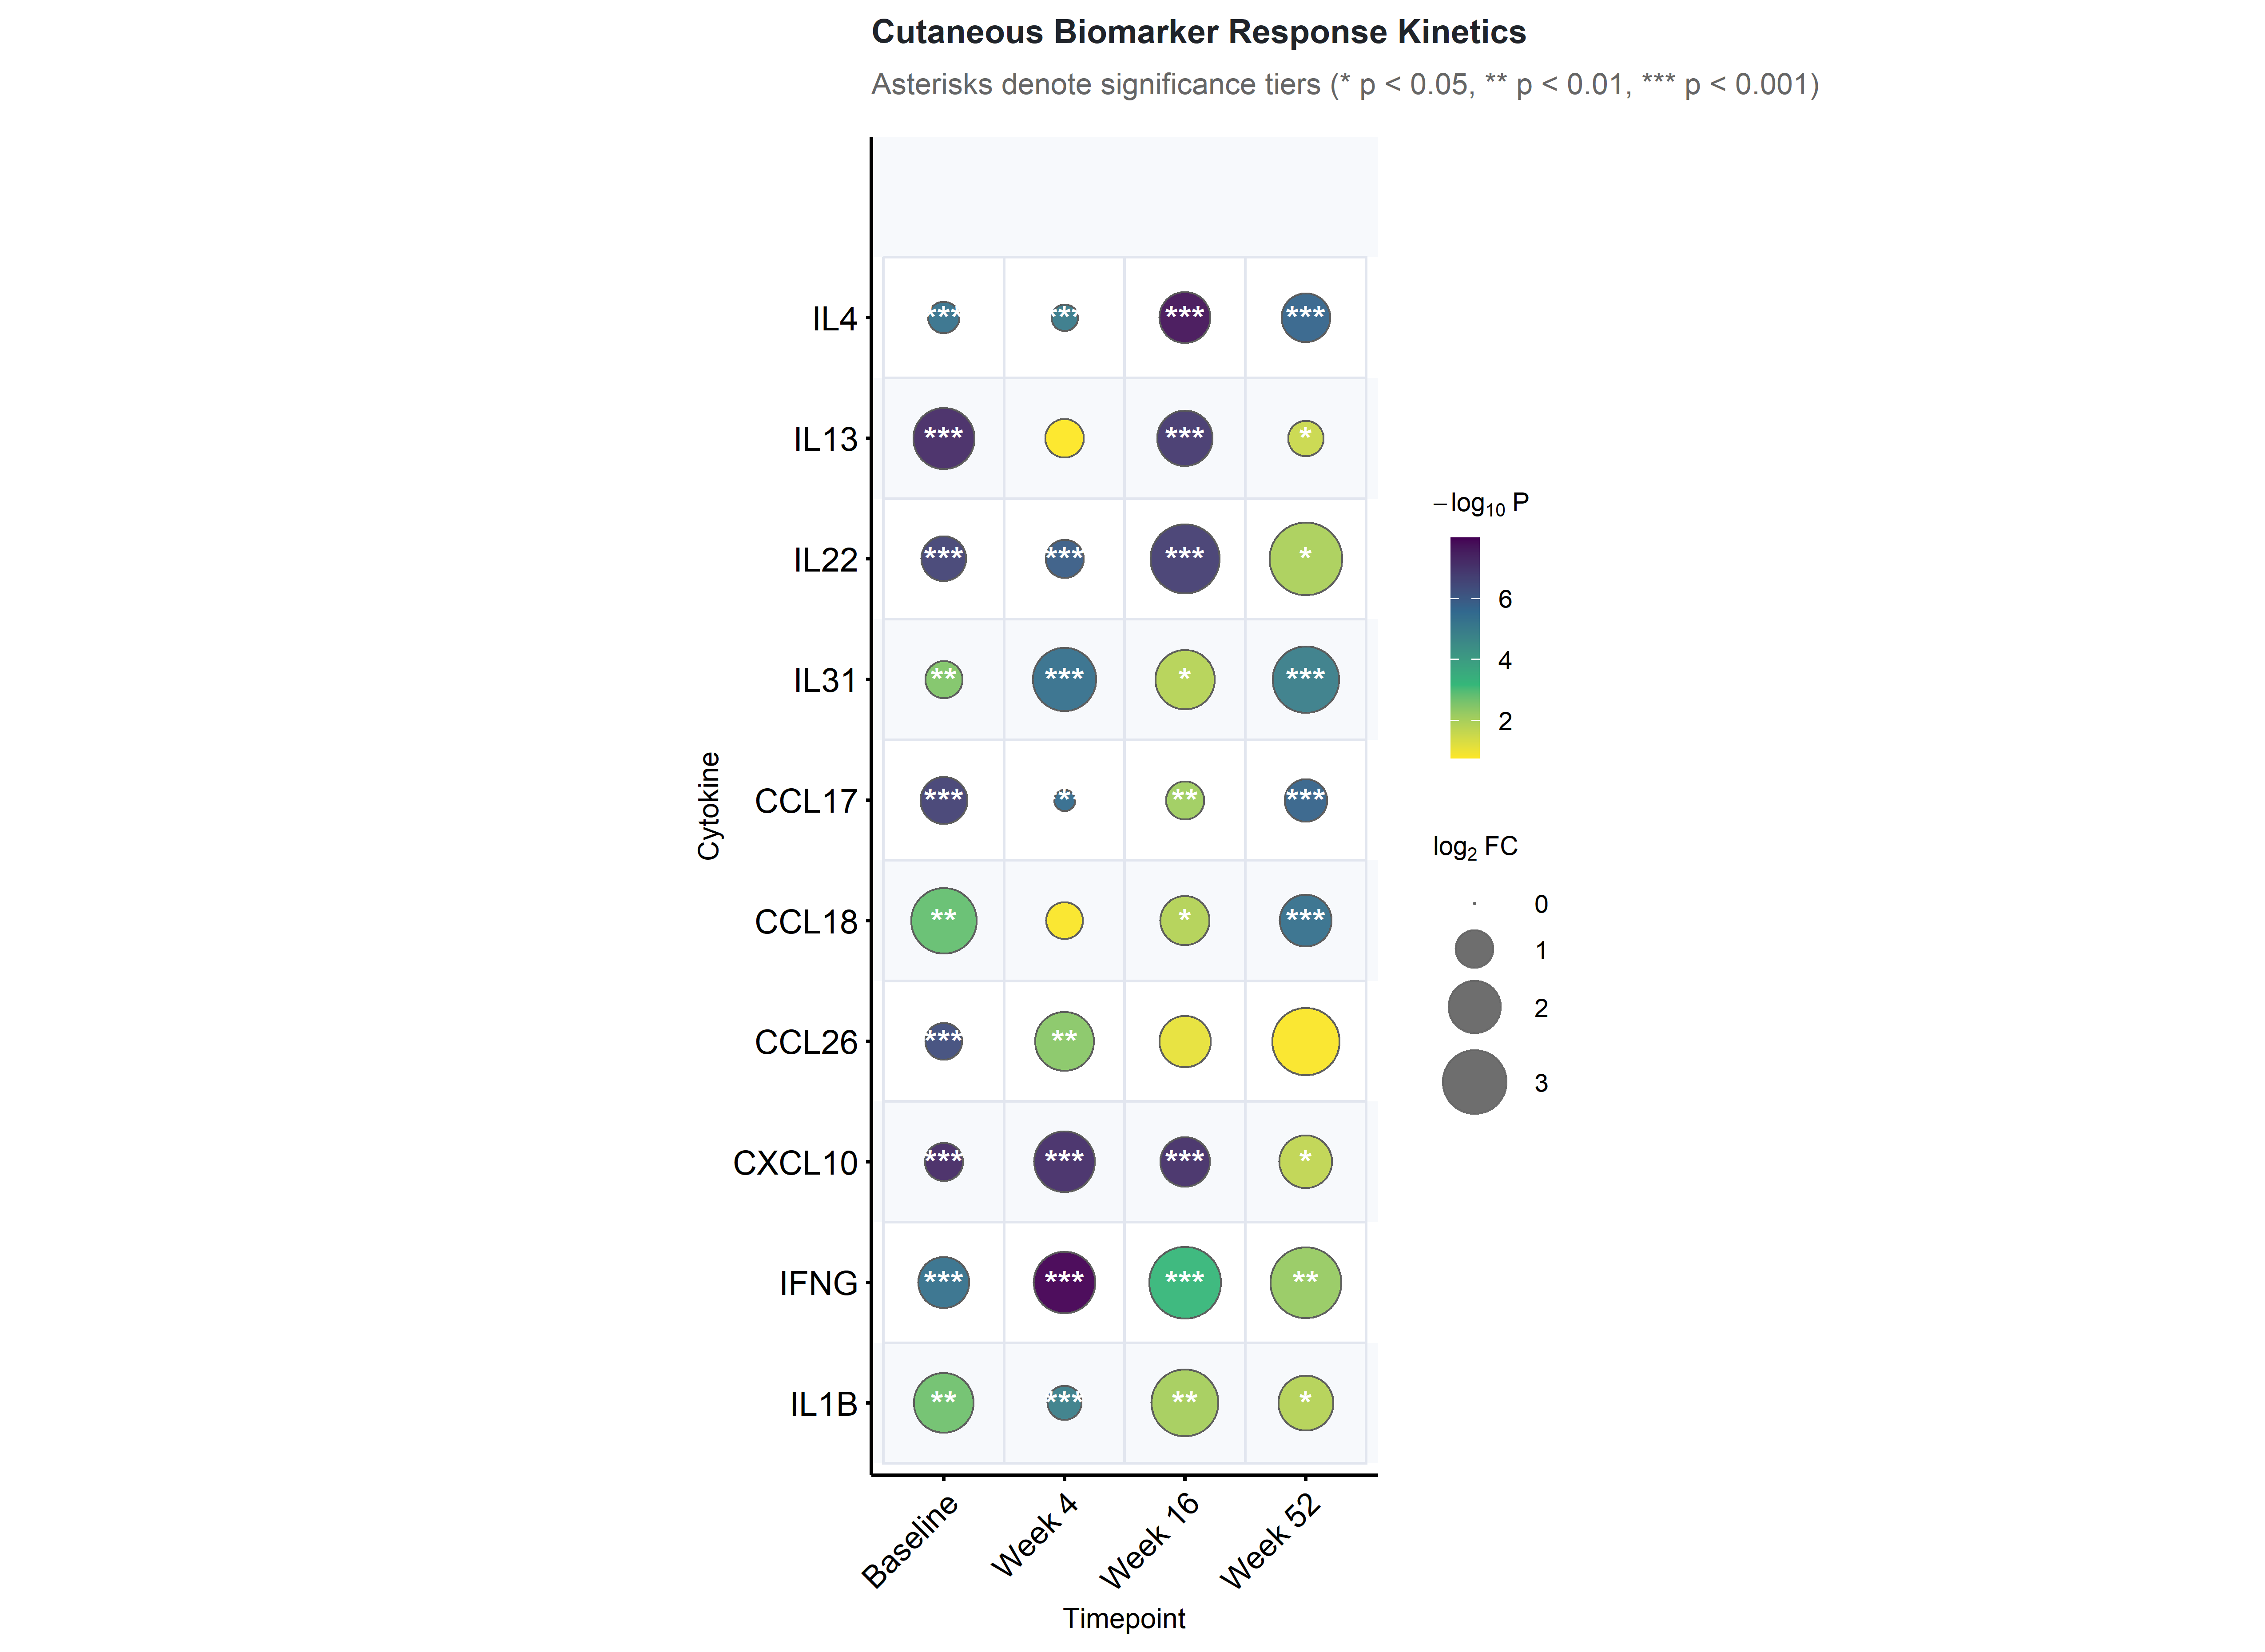 Cutaneous Biomarker Response Kinetics
Asterisks denote significance tiers (* p < 0.05, ** p < 0.01, *** p < 0.001)
Cytokine
IL4 *** *** *** ***
IL13 *** *** *
IL22 *** *** *** *
IL31 ** *** * ***
CCL17 *** *** ** ***
CCL18 ** * ***
CCL26 *** **
CXCL10 *** *** *** *
IFNG *** *** *** **
IL1B ** *** ** *
Baseline Week 4 Week 16 Week 52
Timepoint
−log₁₀ P
6
4
2
log₂ FC
0
1
2
3